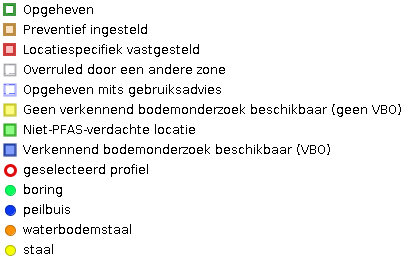 Opgeheven
Preventief ingesteld
Locatiespecifiek vastgesteld
Overruled door een andere zone
Opgeheven mits gebruiksadvies
Geen verkennend bodemonderzoek beschikbaar (geen VBO)
Niet-PFAS-verdachte locatie
Verkennend bodemonderzoek beschikbaar (VBO)
geselecteerd profiel
boring
peilbuis
waterbodemstaal
staal